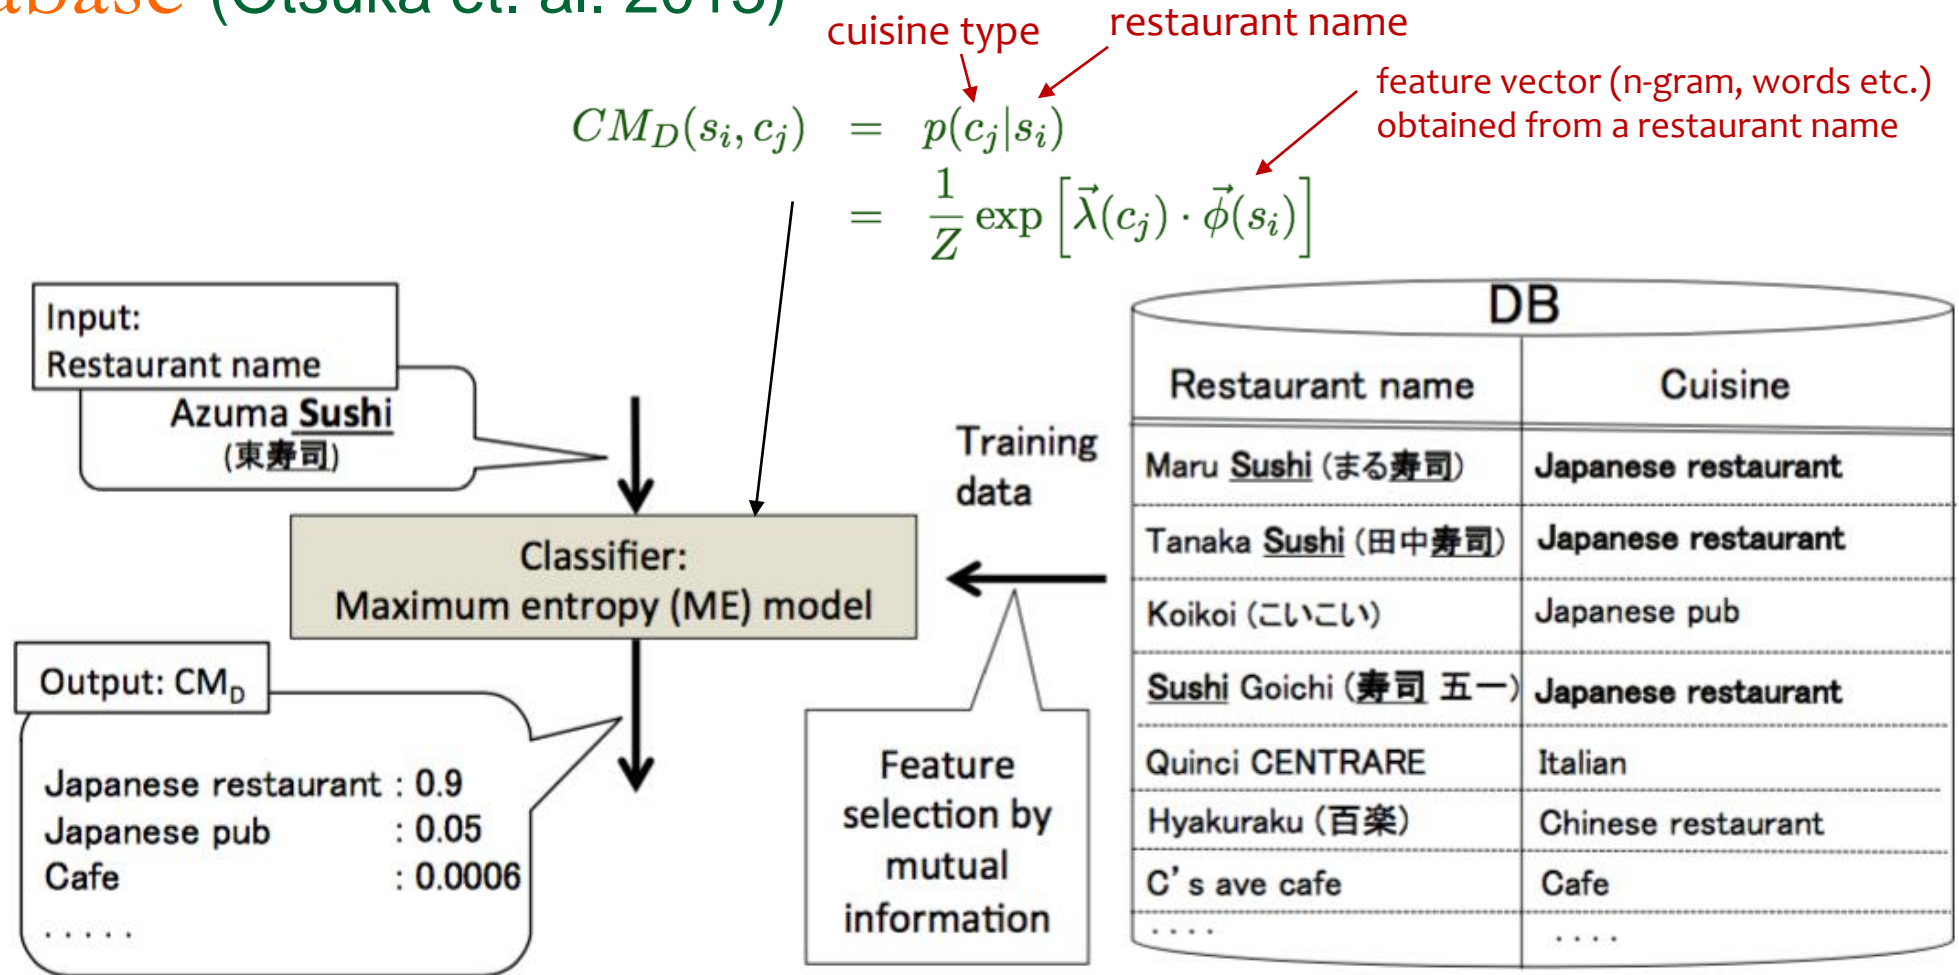 abase (Otsuka et. al. 2013)
cuisine type
restaurant name
feature vector (n-gram, words etc.)
obtained from a restaurant name
CM_D(s_i, c_j) = p(c_j|s_i)
= 1/Z exp [λ⃗(c_j) · φ⃗(s_i)]
Input:
Restaurant name
Azuma Sushi
(東寿司)
Classifier:
Maximum entropy (ME) model
Output: CM_D
Japanese restaurant : 0.9
Japanese pub : 0.05
Cafe : 0.0006
. . . . .
Training
data
Feature
selection by
mutual
information
DB
Restaurant name Cuisine
Maru Sushi (まる寿司) Japanese restaurant
Tanaka Sushi (田中寿司) Japanese restaurant
Koikoi (こいこい) Japanese pub
Sushi Goichi (寿司 五一) Japanese restaurant
Quinci CENTRARE Italian
Hyakuraku (百楽) Chinese restaurant
C's ave cafe Cafe
. . . . . . . .